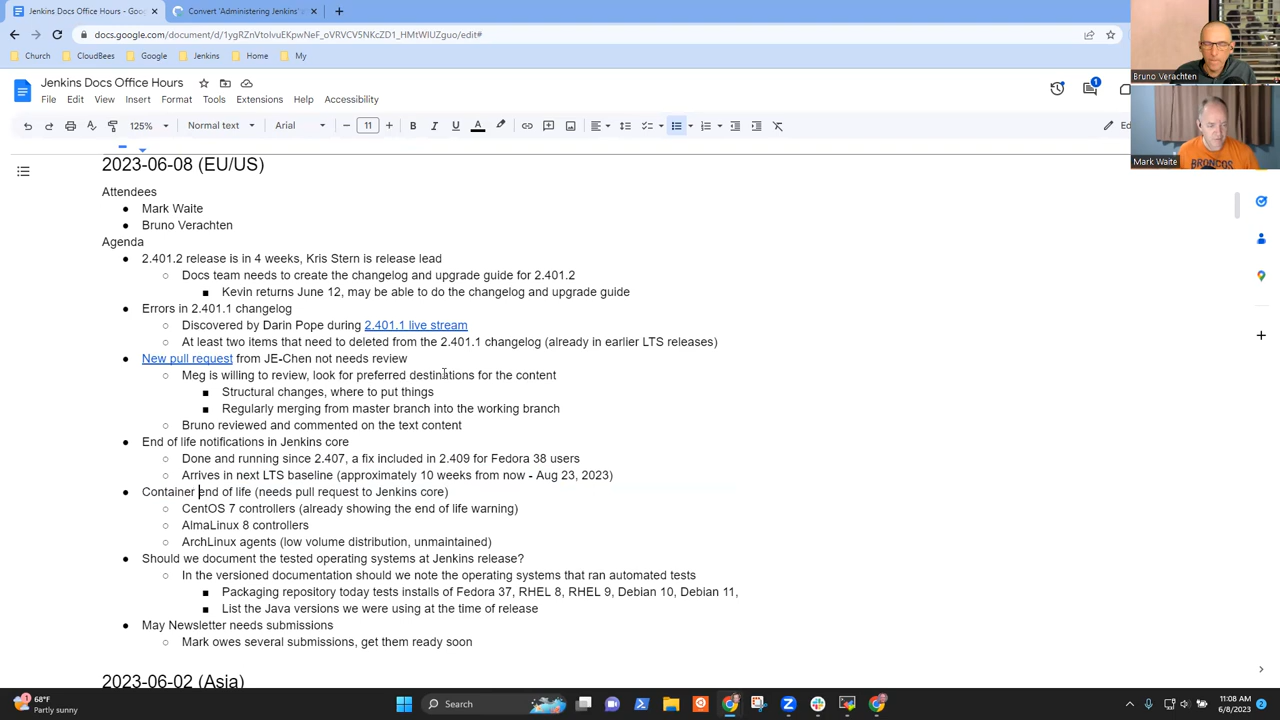 Jenkins Docs Office Hours - Go
Convert 'Administering Jenkins'
docs.google.com/document/d/1ygRZnVtoIvuEKpwNeF_oVRVCV5NKcZD1_HMtWIUZguo/edit#
Church
CloudBees
Google
Jenkins
Home
My
Jenkins Docs Office Hours
File Edit View Insert Format Tools Extensions Help Accessibility
1
125%
Normal text
Arial
11
B I U A
2023-06-08 (EU/US)
Attendees
● Mark Waite
● Bruno Verachten
Agenda
● 2.401.2 release is in 4 weeks, Kris Stern is release lead
○ Docs team needs to create the changelog and upgrade guide for 2.401.2
■ Kevin returns June 12, may be able to do the changelog and upgrade guide
● Errors in 2.401.1 changelog
○ Discovered by Darin Pope during 2.401.1 live stream
○ At least two items that need to deleted from the 2.401.1 changelog (already in earlier LTS releases)
● New pull request from JE-Chen not needs review
○ Meg is willing to review, look for preferred destinations for the content
■ Structural changes, where to put things
■ Regularly merging from master branch into the working branch
○ Bruno reviewed and commented on the text content
● End of life notifications in Jenkins core
○ Done and running since 2.407, a fix included in 2.409 for Fedora 38 users
○ Arrives in next LTS baseline (approximately 10 weeks from now - Aug 23, 2023)
● Container end of life (needs pull request to Jenkins core)
○ CentOS 7 controllers (already showing the end of life warning)
○ AlmaLinux 8 controllers
○ ArchLinux agents (low volume distribution, unmaintained)
● Should we document the tested operating systems at Jenkins release?
○ In the versioned documentation should we note the operating systems that ran automated tests
■ Packaging repository today tests installs of Fedora 37, RHEL 8, RHEL 9, Debian 10, Debian 11,
■ List the Java versions we were using at the time of release
● May Newsletter needs submissions
○ Mark owes several submissions, get them ready soon
2023-06-02 (Asia)
Bruno Verachten
Mark Waite
BRONCOS
1
68°F
Partly sunny
Search
11:08 AM
6/8/2023
2